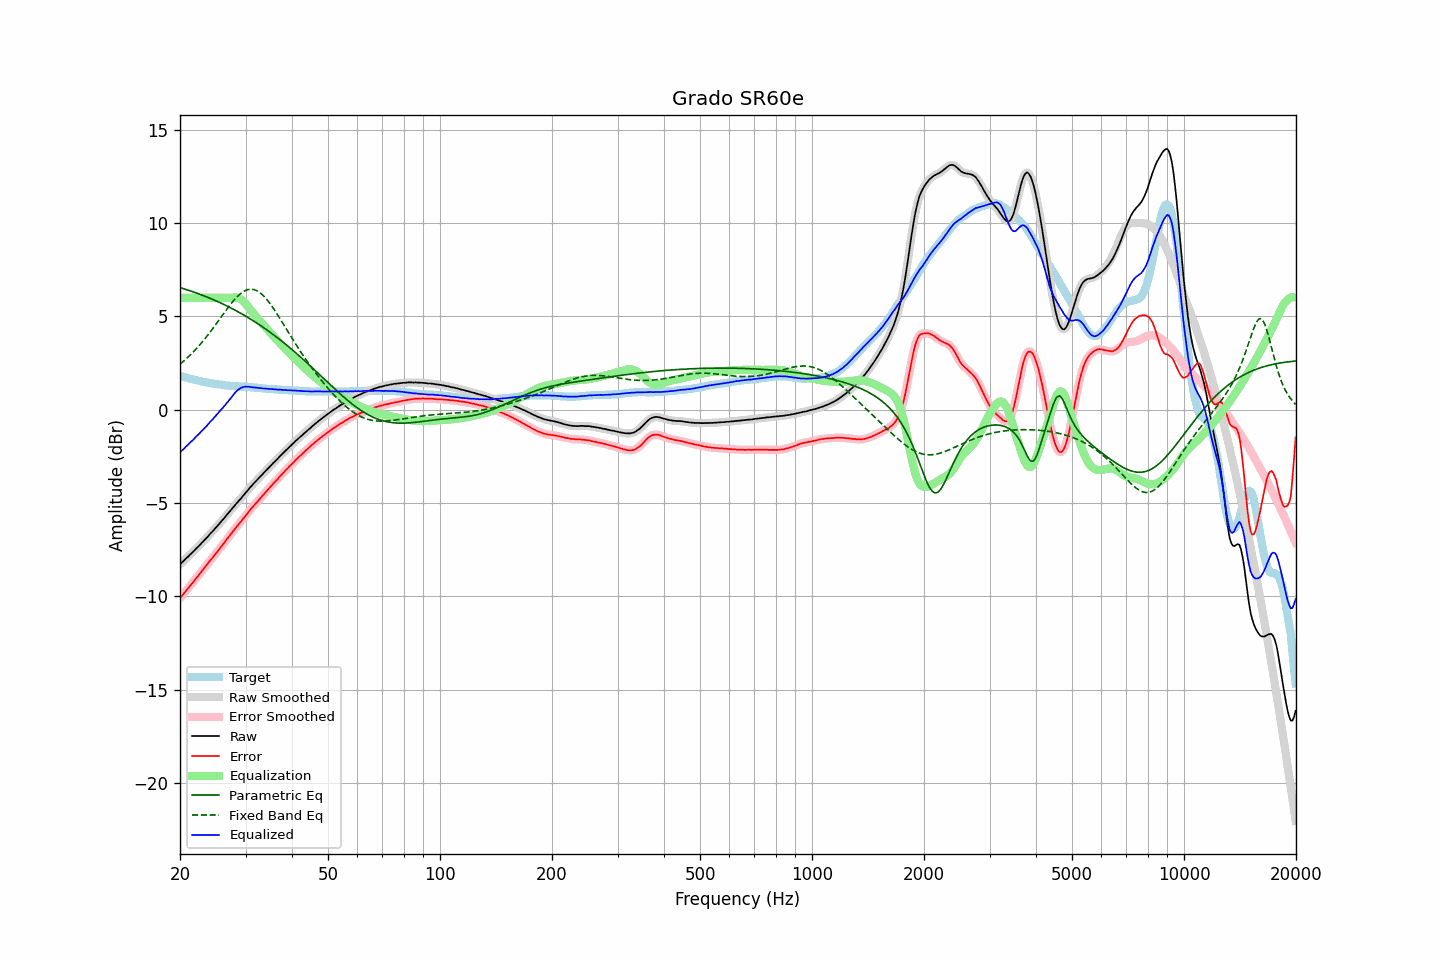 Grado SR60e
Amplitude (dBr)
15
10
5
0
−5
−10
−15
−20
Target
Raw Smoothed
Error Smoothed
Raw
Error
Equalization
Parametric Eq
Fixed Band Eq
Equalized
20 50 100 200 500 1000 2000 5000 10000 20000
Frequency (Hz)